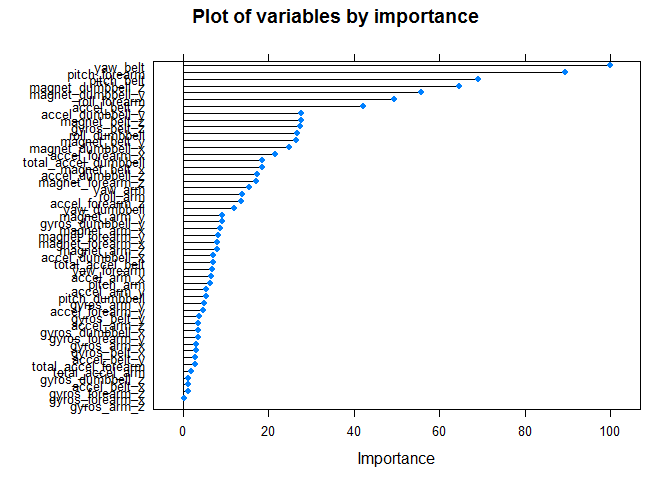 Plot of variables by importance
yaw_belt
pitch_forearm
pitch_belt
magnet_dumbbell_z
magnet_dumbbell_y
roll_forearm
accel_belt_z
accel_dumbbell_y
magnet_belt_z
gyros_belt_z
roll_dumbbell
magnet_belt_y
magnet_dumbbell_x
accel_forearm_x
total_accel_dumbbell
magnet_belt_x
accel_dumbbell_z
magnet_forearm_z
yaw_arm
roll_arm
accel_forearm_z
yaw_dumbbell
magnet_arm_y
gyros_dumbbell_y
magnet_arm_x
magnet_forearm_y
magnet_forearm_x
magnet_arm_z
accel_dumbbell_x
total_accel_belt
yaw_forearm
accel_arm_x
pitch_arm
accel_arm_y
pitch_dumbbell
gyros_arm_y
accel_forearm_y
gyros_belt_y
accel_arm_z
gyros_dumbbell_x
gyros_forearm_y
gyros_arm_x
gyros_belt_x
accel_belt_y
total_accel_forearm
total_accel_arm
gyros_dumbbell_z
accel_belt_x
gyros_forearm_z
gyros_forearm_x
gyros_arm_z
0 20 40 60 80 100
Importance